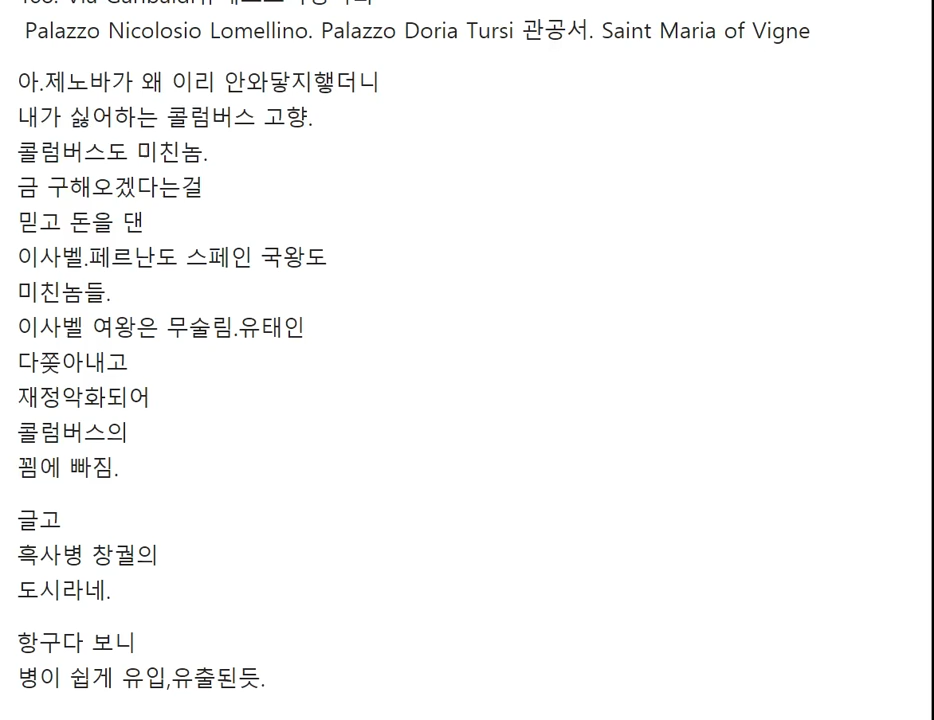 Palazzo Nicolosio Lomellino. Palazzo Doria Tursi 관공서. Saint Maria of Vigne
아.제노바가 왜 이리 안와닿지헿더니
내가 싫어하는 콜럼버스 고향.
콜럼버스도 미친놈.
금 구해오겠다는걸
믿고 돈을 댄
이사벨.페르난도 스페인 국왕도
미친놈들.
이사벨 여왕은 무술림.유태인
다쫒아내고
재정악화되어
콜럼버스의
꾐에 빠짐.
글고
흑사병 창궐의
도시라네.
항구다 보니
병이 쉽게 유입,유출된듯.